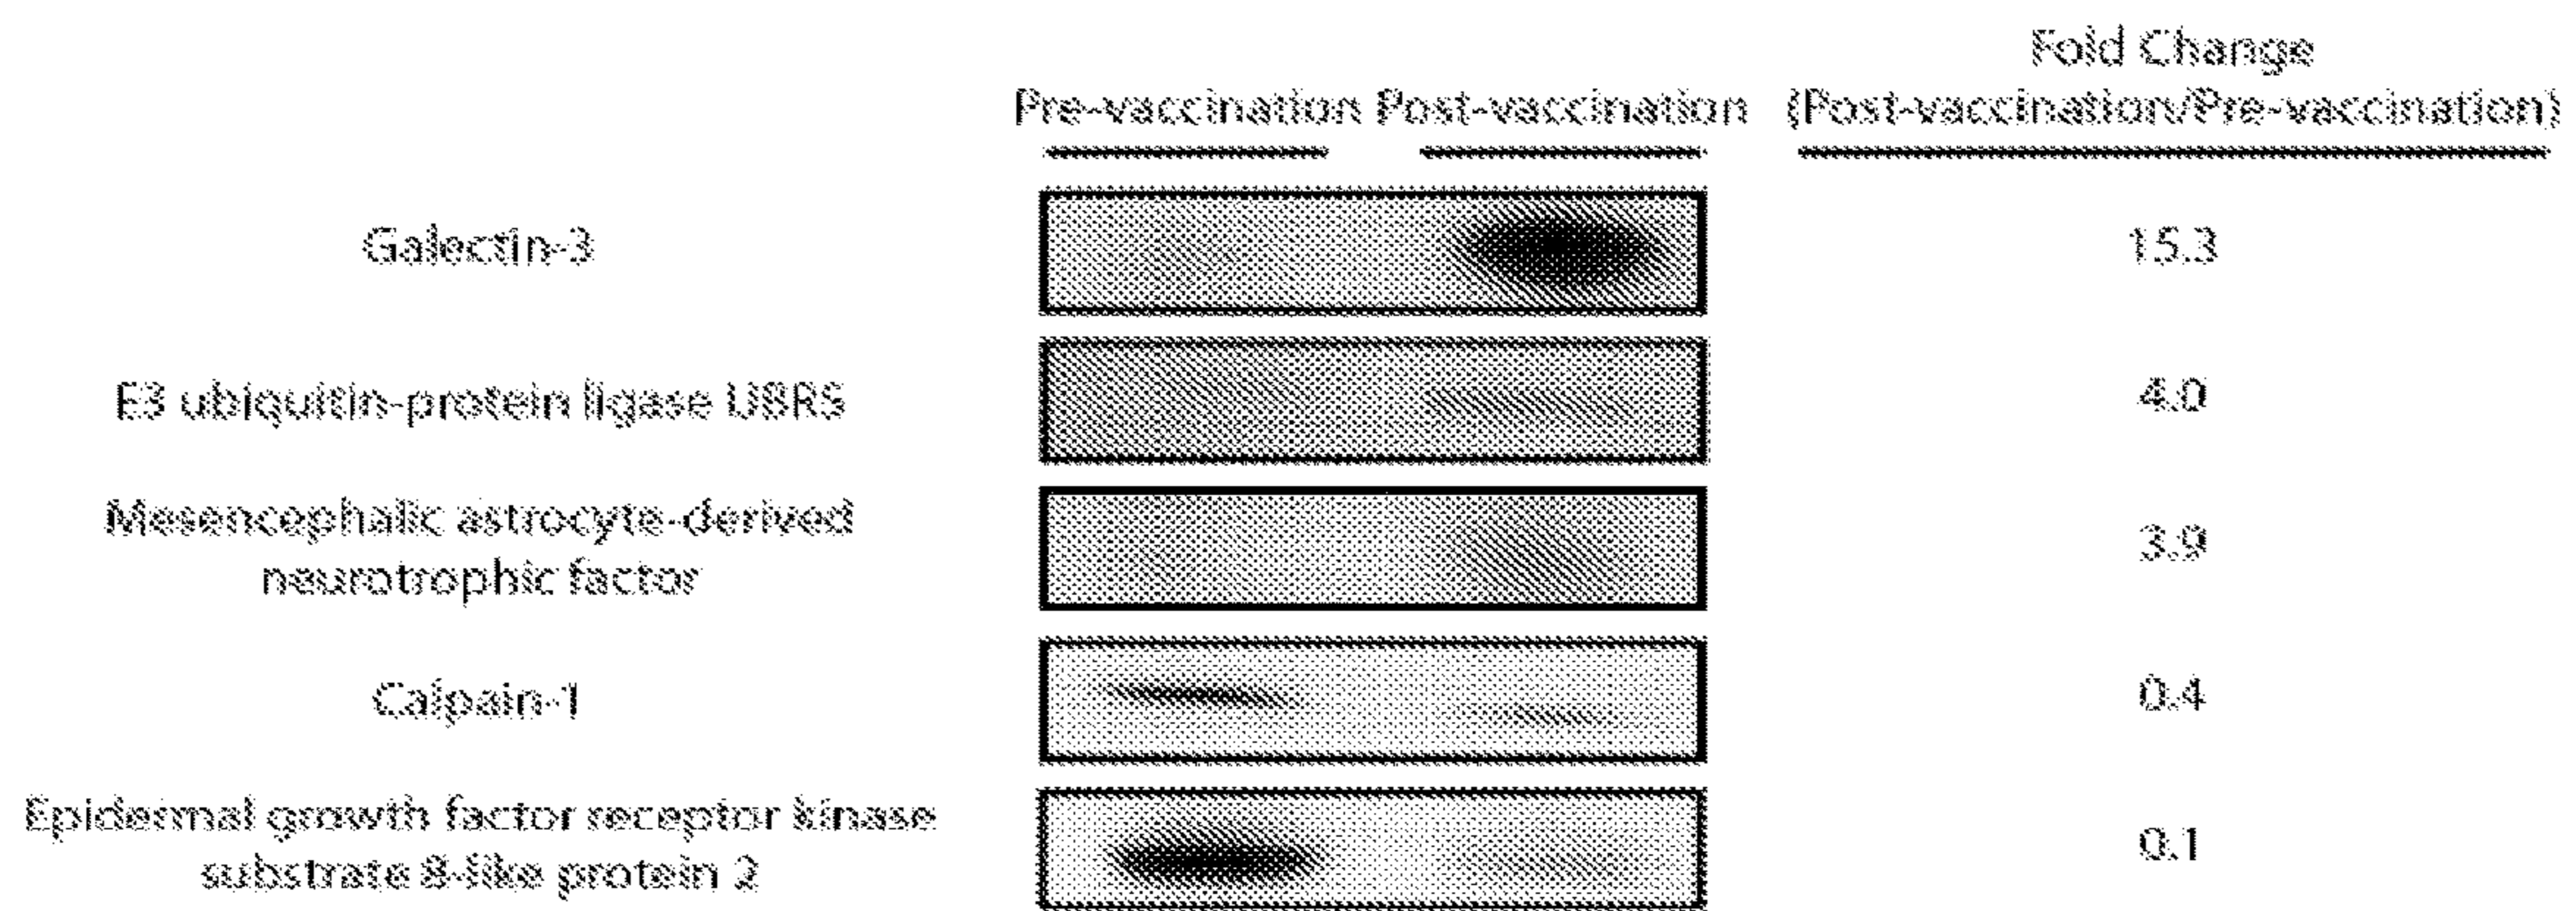 Fold Change
Pre-vaccination Post-vaccination (Post-vaccination/Pre-vaccination)
Galectin-3 15.3
E3 ubiquitin-protein ligase UBR5 4.0
Mesencephalic astrocyte-derived
neurotrophic factor 3.9
Calpain-1 0.4
Epidermal growth factor receptor kinase
substrate 8-like protein 2 0.1